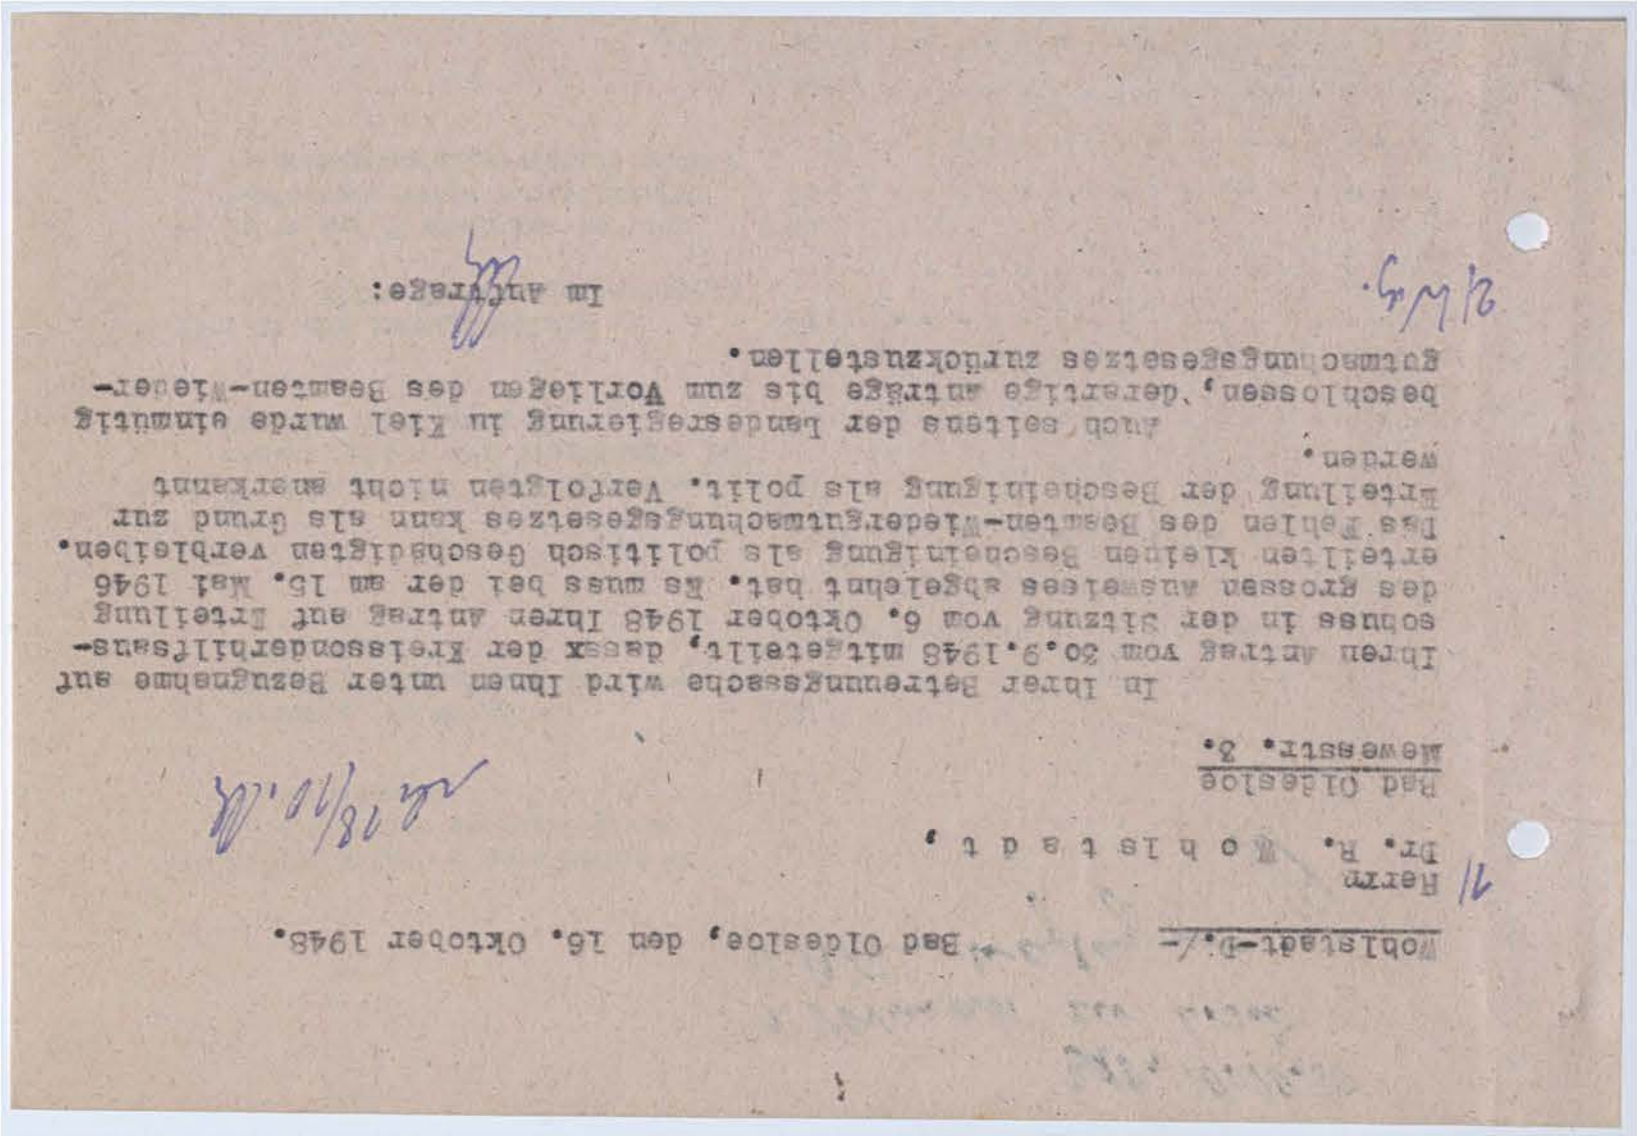 Wohlstadt-D./- Bad Oldesloe, den 16. Oktober 1948.
1/ Herrn
Dr. R. Wohlstadt,
Bad Oldesloe
Mewesstr. 3.
In Ihrer Betreuungssache wird Ihnen unter Bezugnahme auf
Ihren Antrag vom 30.9.1948 mitgeteilt, dassx der Kreissonderhilfsaus-
schuss in der Sitzung vom 6. Oktober 1948 Ihren Antrag auf Erteilung
des grossen Ausweises abgelehnt hat. Es muss bei der am 15. Mai 1946
erteilten kleinen Bescheinigung als politisch Geschädigten verbleiben.
Das Fehlen des Beamten-Wiedergutmachungsgesetzes kann als Grund zur
Erteilung der Bescheinigung als polit. Verfolgten nicht anerkannt
werden.
Auch seitens der Landesregierung in Kiel wurde einmütig
beschlossen, derartige Anträge bis zum Vorliegen des Beamten-Wieder-
gutmachungsgesetzes zurückzustellen.
Im Auftrage:
2/